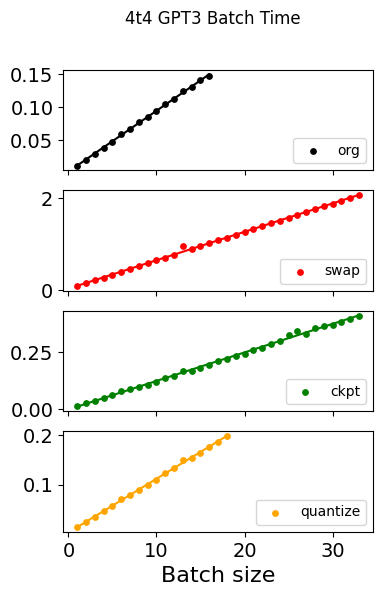 4t4 GPT3 Batch Time
0.15
0.10
0.05
org
2
0
swap
0.25
0.00
ckpt
0.2
0.1
quantize
0 10 20 30
Batch size